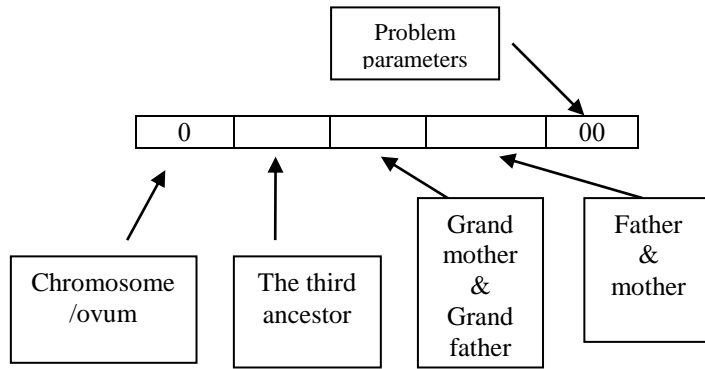 Problem
parameters
0 00
Chromosome
/ovum
The third
ancestor
Grand
mother
&
Grand
father
Father
&
mother